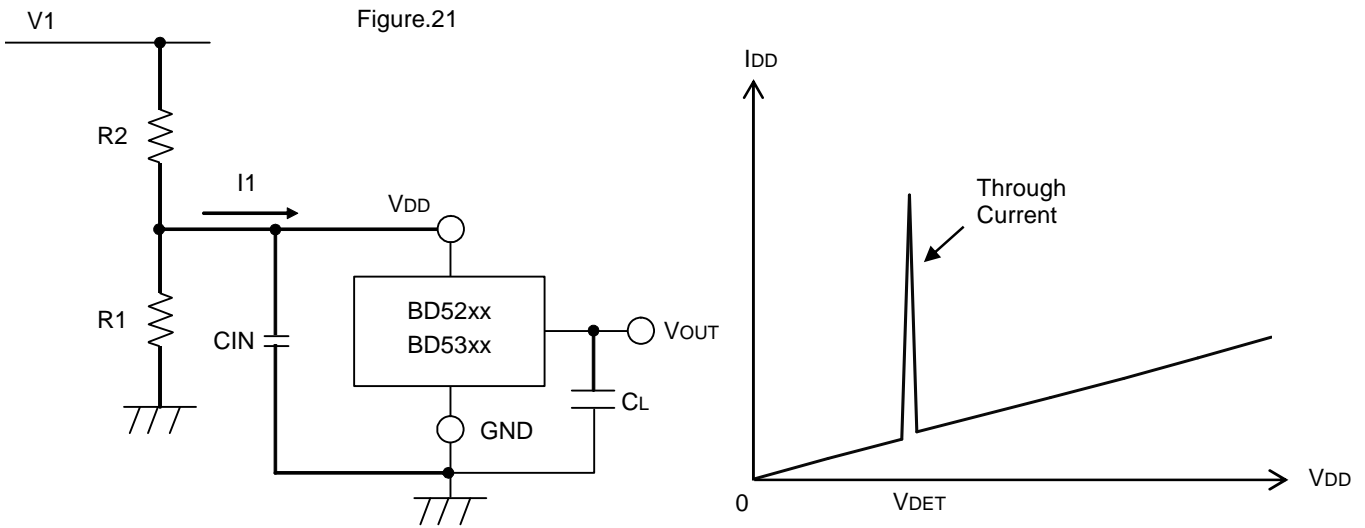 Figure.21
V1
R2
I1
VDD
R1
CIN
BD52xx
BD53xx
VOUT
CL
GND
IDD
Through
Current
0
VDET
VDD